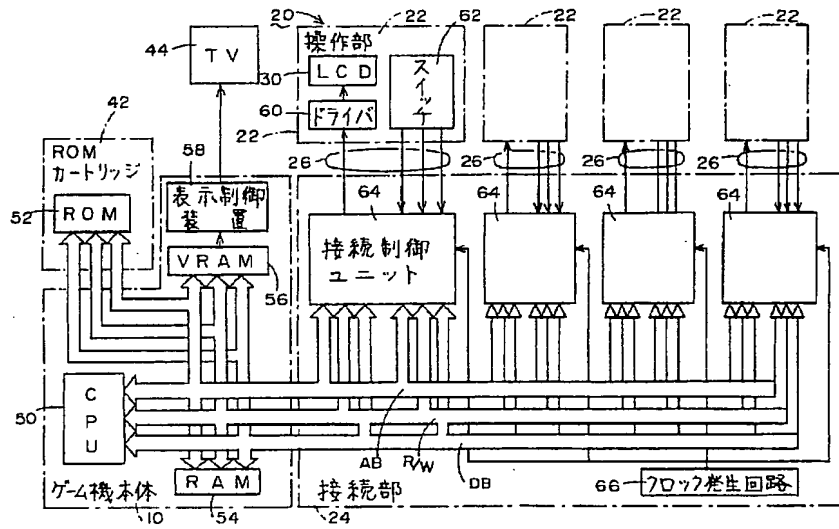 20
22
62
22
22
22
44
TV
操作部
30
LCD
スイッチ
60
ドライバ
22
42
ROM
カートリッジ
58
表示制御
装置
26
26
26
26
52
ROM
64
64
64
64
VRAM
56
接続制御
ユニット
50
CPU
AB
R/W
DB
RAM
54
ゲーム機本体
10
接続部
24
66
クロック発生回路